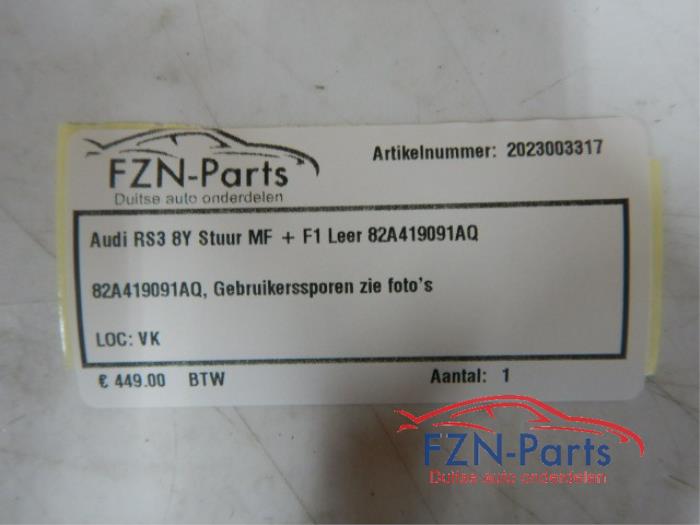 FZN-Parts
Duitse auto onderdelen
Artikelnummer: 2023003317
Audi RS3 8Y Stuur MF + F1 Leer 82A419091AQ
82A419091AQ, Gebruikerssporen zie foto's
LOC: VK
€ 449.00 BTW Aantal: 1
FZN-Parts
Duitse auto onderdelen